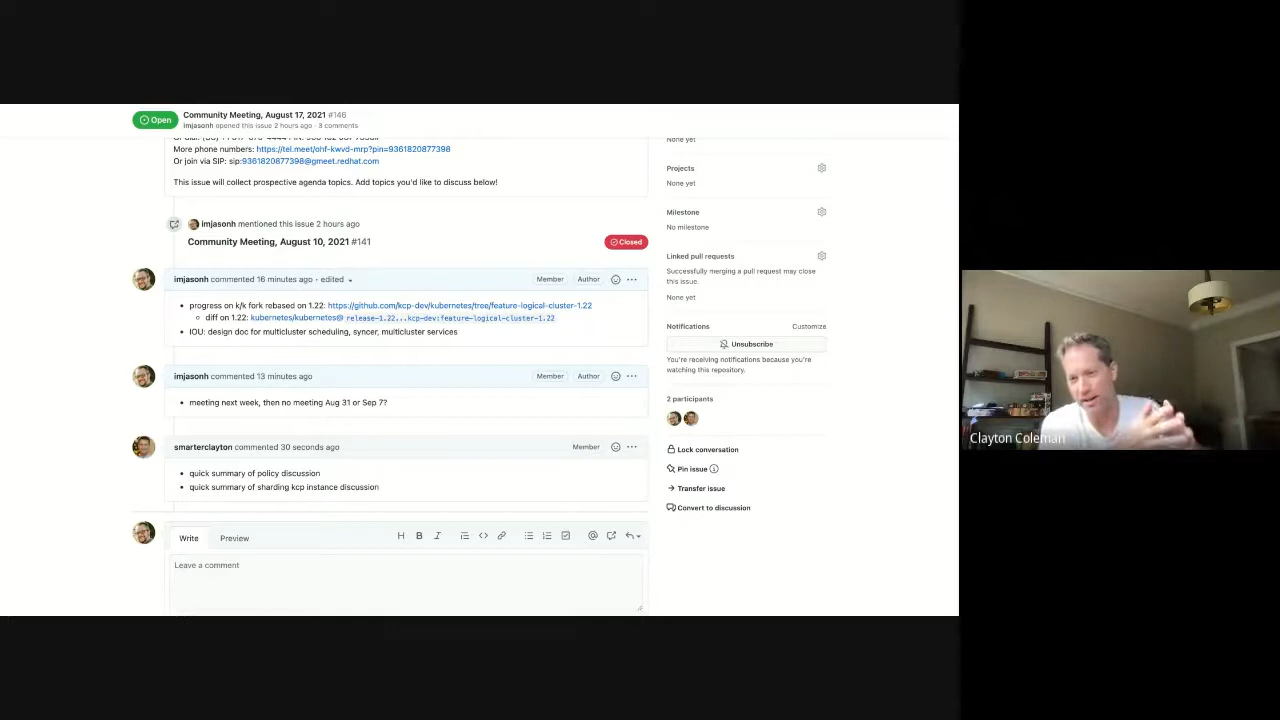 Open
Community Meeting, August 17, 2021 #146
imjasonh opened this issue 2 hours ago · 3 comments
More phone numbers: https://tel.meet/ohf-kwvd-mrp?pin=9361820877398
Or join via SIP: sip:9361820877398@gmeet.redhat.com
This issue will collect prospective agenda topics. Add topics you'd like to discuss below!
imjasonh mentioned this issue 2 hours ago
Community Meeting, August 10, 2021 #141
Closed
imjasonh commented 16 minutes ago · edited
Member
Author
progress on k/k fork rebased on 1.22: https://github.com/kcp-dev/kubernetes/tree/feature-logical-cluster-1.22
diff on 1.22: kubernetes/kubernetes@ release-1.22...kcp-dev:feature-logical-cluster-1.22
IOU: design doc for multicluster scheduling, syncer, multicluster services
imjasonh commented 13 minutes ago
Member
Author
meeting next week, then no meeting Aug 31 or Sep 7?
smarterclayton commented 30 seconds ago
Member
quick summary of policy discussion
quick summary of sharding kcp instance discussion
Write
Preview
H B I
Leave a comment
None yet
Projects
None yet
Milestone
No milestone
Linked pull requests
Successfully merging a pull request may close
this issue.
None yet
Notifications
Customize
Unsubscribe
You're receiving notifications because you're
watching this repository.
2 participants
Lock conversation
Pin issue
Transfer issue
Convert to discussion
Clayton Coleman